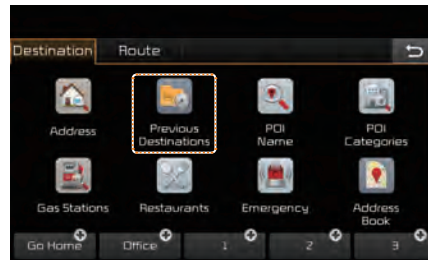 Destination Route
Address
Previous
Destinations
POI
Name
POI
Categories
Gas Stations
Restaurants
Emergency
Address
Book
Go Home Office 1 2 3